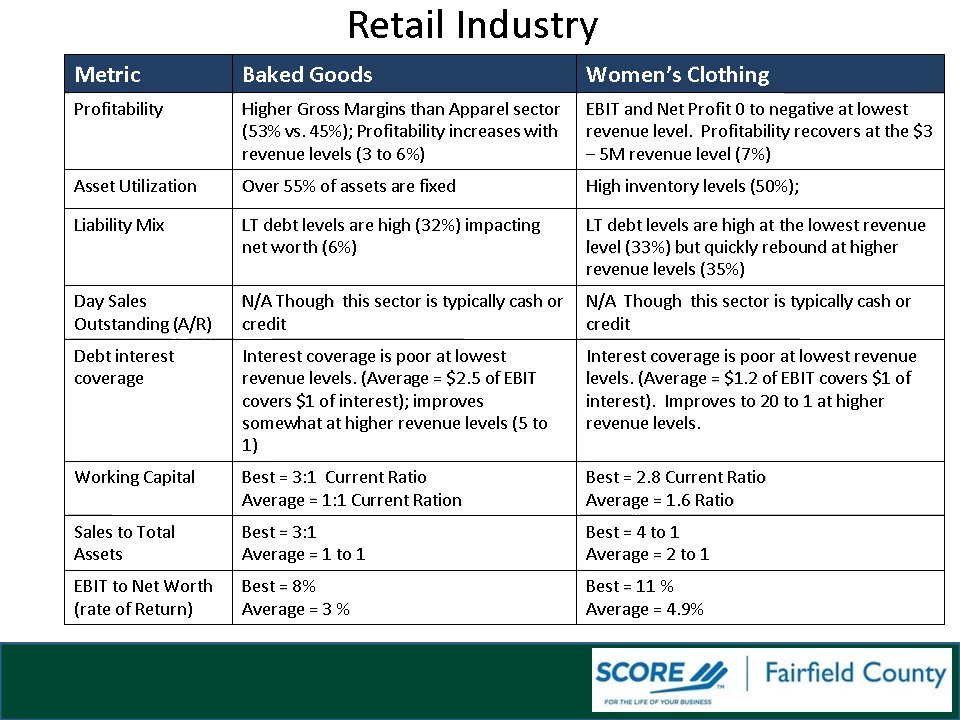 Retail Industry
Metric
Baked Goods
Women's Clothing
Profitability
Higher Gross Margins than Apparel sector
(53% vs. 45%); Profitability increases with
revenue levels (3 to 6%)
EBIT and Net Profit 0 to negative at lowest
revenue level.  Profitability recovers at the $3
– 5M revenue level (7%)
Asset Utilization
Over 55% of assets are fixed
High inventory levels (50%);
Liability Mix
LT debt levels are high (32%) impacting
net worth (6%)
LT debt levels are high at the lowest revenue
level (33%) but quickly rebound at higher
revenue levels (35%)
Day Sales
Outstanding (A/R)
N/A Though  this sector is typically cash or
credit
N/A  Though  this sector is typically cash or
credit
Debt interest
coverage
Interest coverage is poor at lowest
revenue levels. (Average = $2.5 of EBIT
covers $1 of interest); improves
somewhat at higher revenue levels (5 to
1)
Interest coverage is poor at lowest revenue
levels. (Average = $1.2 of EBIT covers $1 of
interest).  Improves to 20 to 1 at higher
revenue levels.
Working Capital
Best = 3:1  Current Ratio
Average = 1:1 Current Ration
Best = 2.8 Current Ratio
Average = 1.6 Ratio
Sales to Total
Assets
Best = 3:1
Average = 1 to 1
Best = 4 to 1
Average = 2 to 1
EBIT to Net Worth
(rate of Return)
Best = 8%
Average = 3 %
Best = 11 %
Average = 4.9%
SCORE TM
FOR THE LIFE OF YOUR BUSINESS
Fairfield County